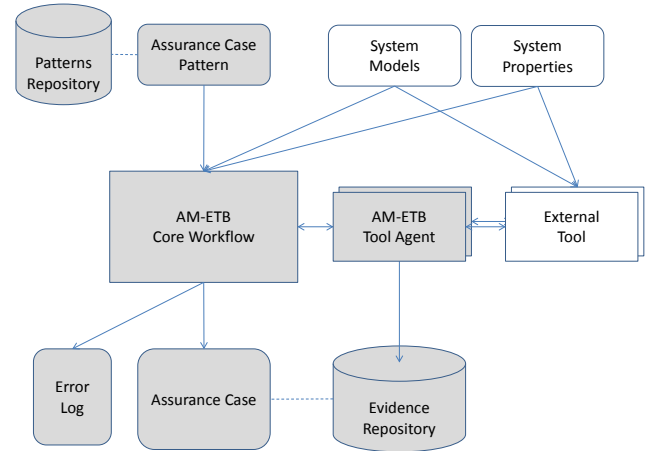 Patterns
Repository
Assurance Case
Pattern
System
Models
System
Properties
AM-ETB
Core Workflow
AM-ETB
Tool Agent
External
Tool
Error
Log
Assurance Case
Evidence
Repository